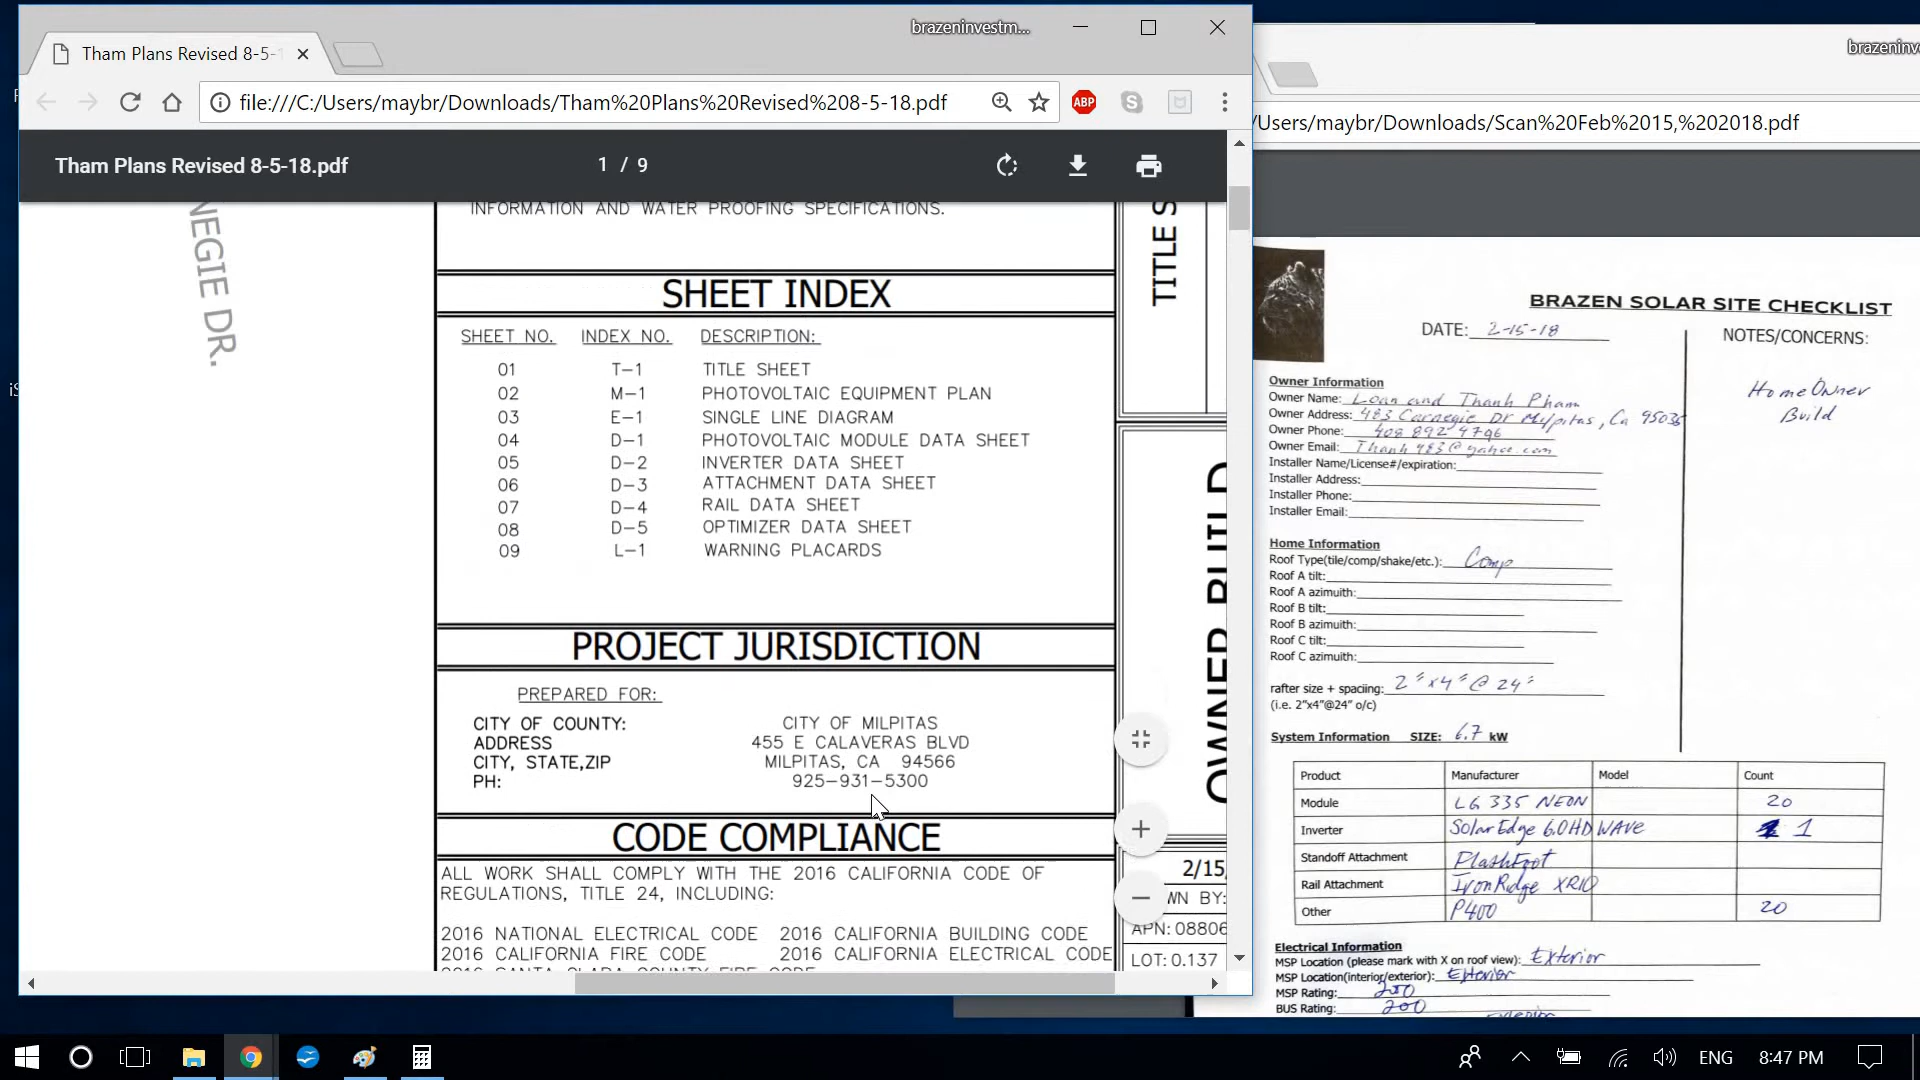 brazeninvestm...
Tham Plans Revised 8-5-
file:///C:/Users/maybr/Downloads/Tham%20Plans%20Revised%208-5-18.pdf
ABP
Tham Plans Revised 8-5-18.pdf
1 / 9
NEGIE DR.
INFORMATION AND WATER PROOFING SPECIFICATIONS.
SHEET INDEX
SHEET NO. INDEX NO. DESCRIPTION:
01 T-1 TITLE SHEET
02 M-1 PHOTOVOLTAIC EQUIPMENT PLAN
03 E-1 SINGLE LINE DIAGRAM
04 D-1 PHOTOVOLTAIC MODULE DATA SHEET
05 D-2 INVERTER DATA SHEET
06 D-3 ATTACHMENT DATA SHEET
07 D-4 RAIL DATA SHEET
08 D-5 OPTIMIZER DATA SHEET
09 L-1 WARNING PLACARDS
PROJECT JURISDICTION
PREPARED FOR:
CITY OF COUNTY: CITY OF MILPITAS
ADDRESS 455 E CALAVERAS BLVD
CITY, STATE,ZIP MILPITAS, CA 94566
PH: 925-931-5300
CODE COMPLIANCE
ALL WORK SHALL COMPLY WITH THE 2016 CALIFORNIA CODE OF
REGULATIONS, TITLE 24, INCLUDING:
2016 NATIONAL ELECTRICAL CODE 2016 CALIFORNIA BUILDING CODE
2016 CALIFORNIA FIRE CODE 2016 CALIFORNIA ELECTRICAL CODE
TITLE S
OWNER BUILD
2/15,
WN BY:
APN: 08806
LOT: 0.137
brazeninv
/Users/maybr/Downloads/Scan%20Feb%2015,%202018.pdf
BRAZEN SOLAR SITE CHECKLIST
DATE: 2-15-18
NOTES/CONCERNS:
HomeOwner
Build
Owner Information
Owner Name: Loan and Thanh Pham
Owner Address: 483 Carnegie Dr Milpitas, Ca 95035
Owner Phone: 408 892 4796
Owner Email: Thanh483@yahoo.com
Installer Name/License#/expiration:
Installer Address:
Installer Phone:
Installer Email:
Home Information
Roof Type(tile/comp/shake/etc.): Comp
Roof A tilt:
Roof A azimuith:
Roof B tilt:
Roof B azimuth:
Roof C tilt:
Roof C azimuth:
rafter size + spaciing: 2"x4" @ 24"
(i.e. 2"x4"@24" o/c)
System Information SIZE: 6.7 kW
Product Manufacturer Model Count
Module LG 335 NEON 20
Inverter SolarEdge 6.0HD WAVE 1
Standoff Attachment FlashFoot
Rail Attachment IronRidge XR10
Other P400 20
Electrical Information
MSP Location (please mark with X on roof view): Exterior
MSP Location(interior/exterior): Exterior
MSP Rating: 200
BUS Rating: 200
ENG
8:47 PM